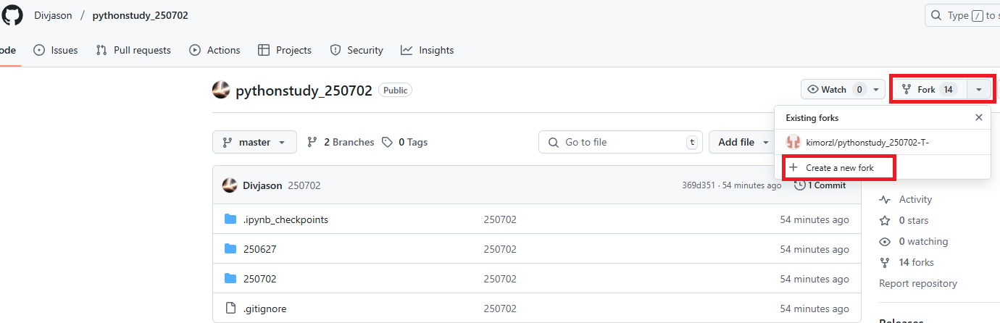 Divjason / pythonstudy_250702
Type / to s
ode Issues Pull requests Actions Projects Security Insights
pythonstudy_250702 Public
Watch 0 Fork 14
Existing forks
kimorzl/pythonstudy_250702-T-
Create a new fork
master 2 Branches 0 Tags Go to file t Add file
Divjason 250702 369d351 · 54 minutes ago 1 Commit
.ipynb_checkpoints 250702 54 minutes ago
250627 250702 54 minutes ago
250702 250702 54 minutes ago
.gitignore 250702 54 minutes ago
Activity
0 stars
0 watching
14 forks
Report repository
Releases